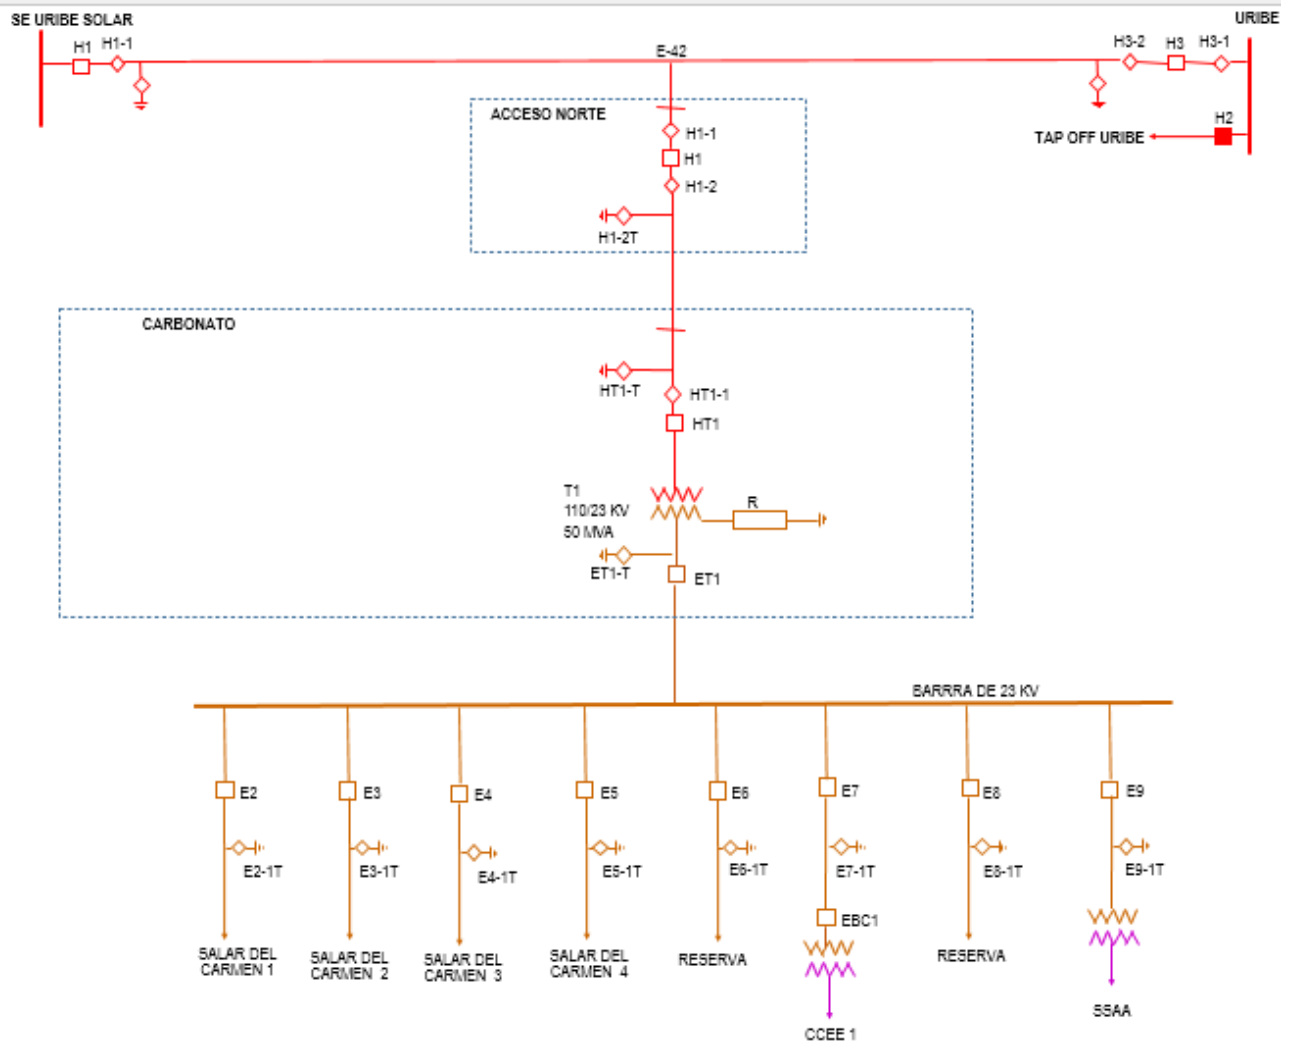 SE URIBE SOLAR
URIBE
H1
H1-1
E-42
H3-2
H3
H3-1
ACCESO NORTE
H2
TAP OFF URIBE
H1-1
H1
H1-2
H1-2T
CARBONATO
HT1-T
HT1-1
HT1
T1
110/23 KV
50 MVA
R
ET1-T
ET1
BARRRA DE 23 KV
E2
E3
E4
E5
E6
E7
E8
E9
E2-1T
E3-1T
E4-1T
E5-1T
E6-1T
E7-1T
E8-1T
E9-1T
EBC1
SALAR DEL
CARMEN 1
SALAR DEL
CARMEN 2
SALAR DEL
CARMEN 3
SALAR DEL
CARMEN 4
RESERVA
CCEE 1
RESERVA
SSAA